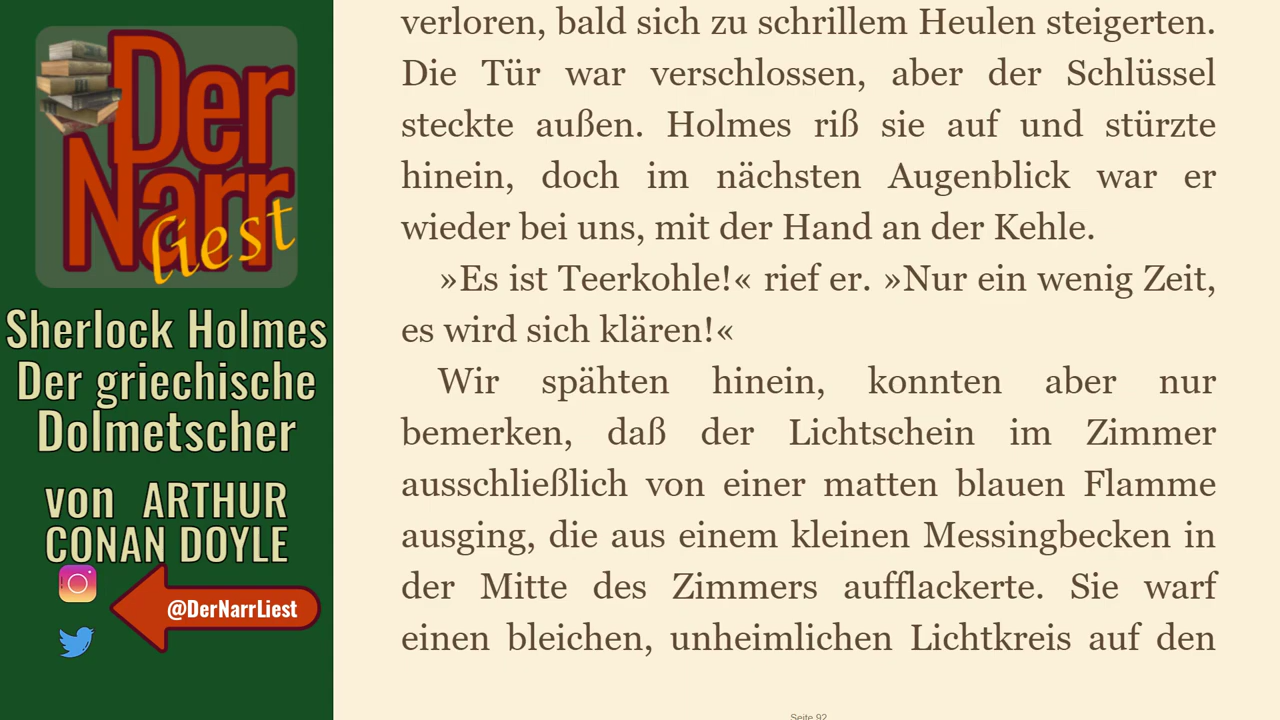 Der
Narr
liest
Sherlock Holmes
Der griechische
Dolmetscher
von ARTHUR
CONAN DOYLE
@DerNarrLiest
verloren, bald sich zu schrillem Heulen steigerten.
Die Tür war verschlossen, aber der Schlüssel
steckte außen. Holmes riß sie auf und stürzte
hinein, doch im nächsten Augenblick war er
wieder bei uns, mit der Hand an der Kehle.
»Es ist Teerkohle!« rief er. »Nur ein wenig Zeit,
es wird sich klären!«
Wir spähten hinein, konnten aber nur
bemerken, daß der Lichtschein im Zimmer
ausschließlich von einer matten blauen Flamme
ausging, die aus einem kleinen Messingbecken in
der Mitte des Zimmers aufflackerte. Sie warf
einen bleichen, unheimlichen Lichtkreis auf den
Seite 92